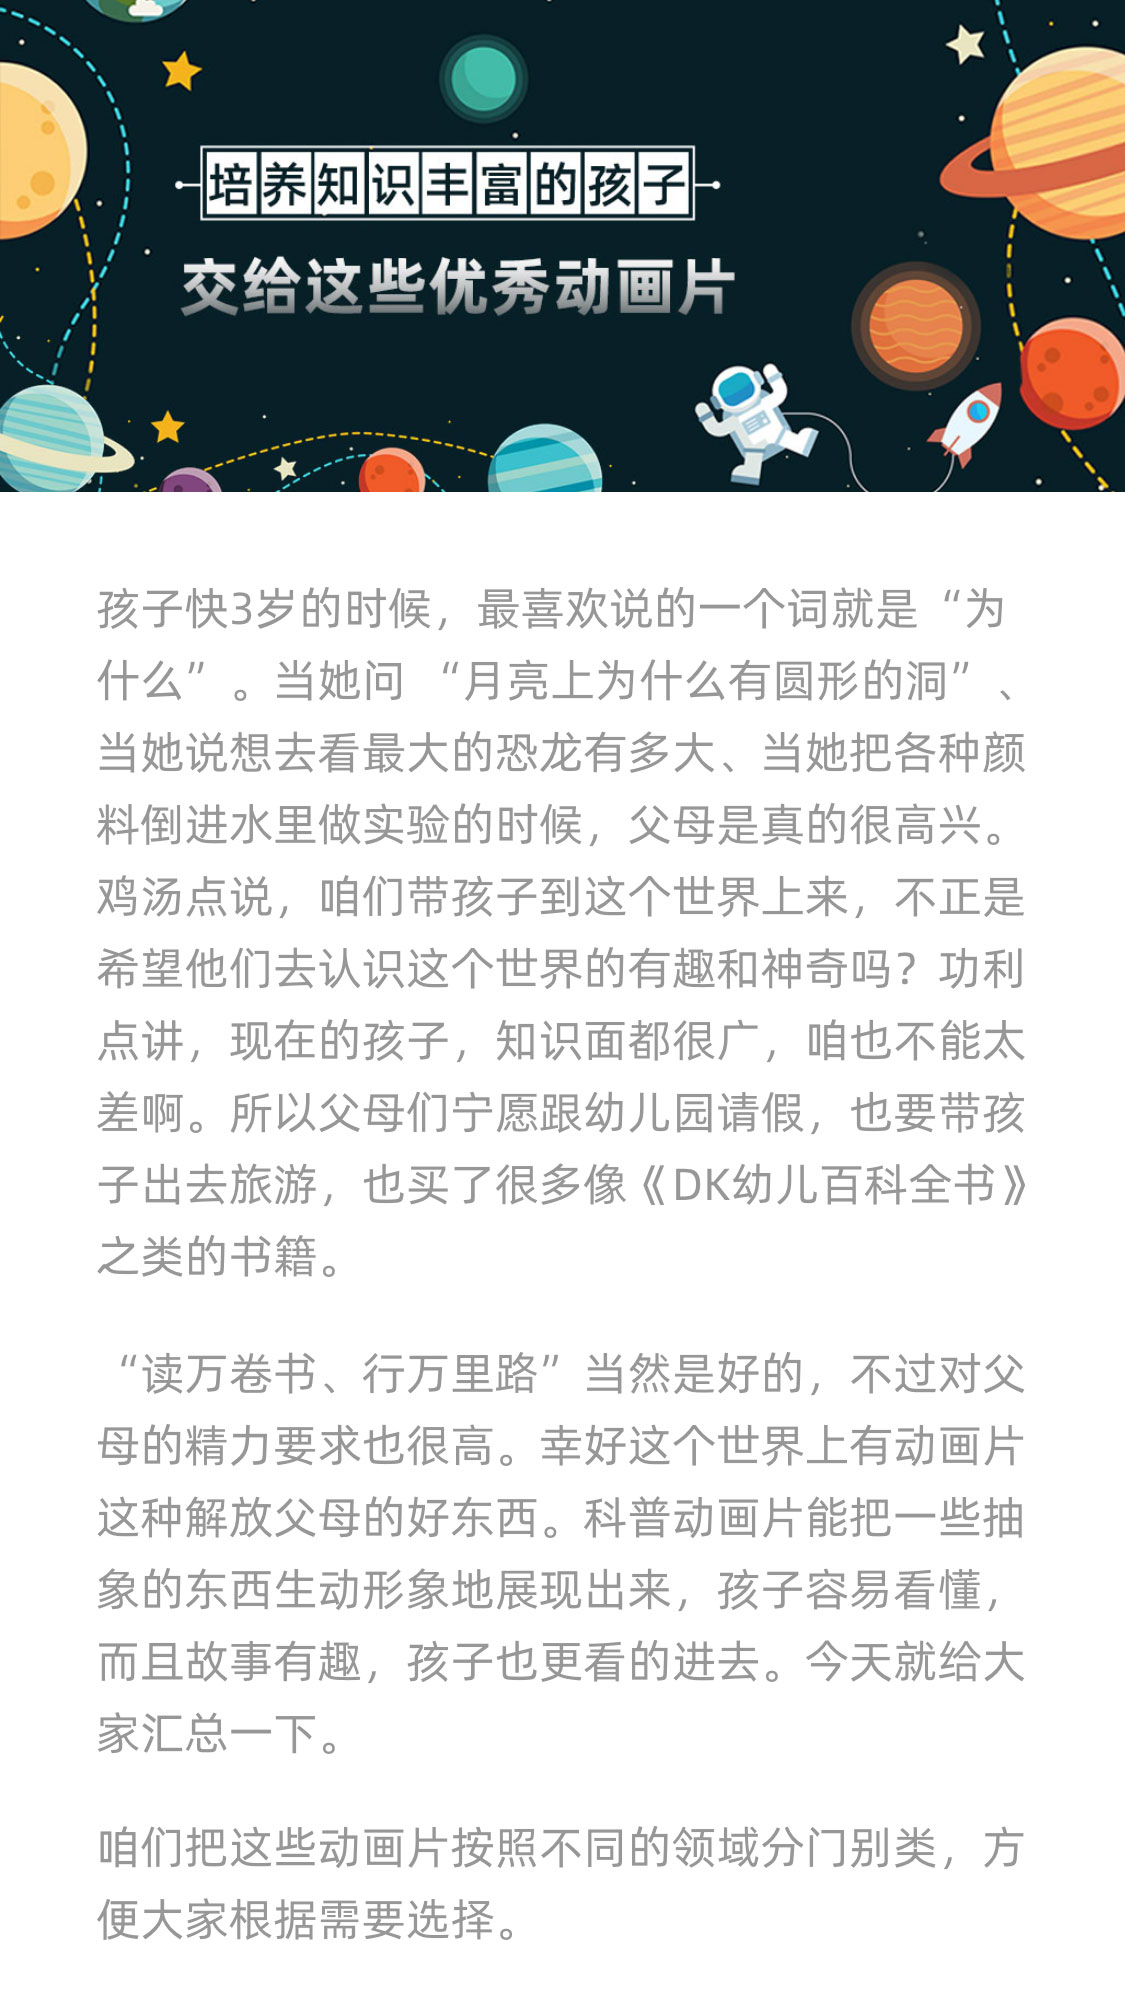 培养知识丰富的孩子
交给这些优秀动画片
孩子快3岁的时候，最喜欢说的一个词就是“为
什么”。当她问“月亮上为什么有圆形的洞”、
当她说想去看最大的恐龙有多大、当她把各种颜
料倒进水里做实验的时候，父母是真的很高兴。
鸡汤点说，咱们带孩子到这个世界上来，不正是
希望他们去认识这个世界的有趣和神奇吗？功利
点讲，现在的孩子，知识面都很广，咱也不能太
差啊。所以父母们宁愿跟幼儿园请假，也要带孩
子出去旅游，也买了很多像《DK幼儿百科全书》
之类的书籍。
“读万卷书、行万里路”当然是好的，不过对父
母的精力要求也很高。幸好这个世界上有动画片
这种解放父母的好东西。科普动画片能把一些抽
象的东西生动形象地展现出来，孩子容易看懂，
而且故事有趣，孩子也更看的进去。今天就给大
家汇总一下。
咱们把这些动画片按照不同的领域分门别类，方
便大家根据需要选择。